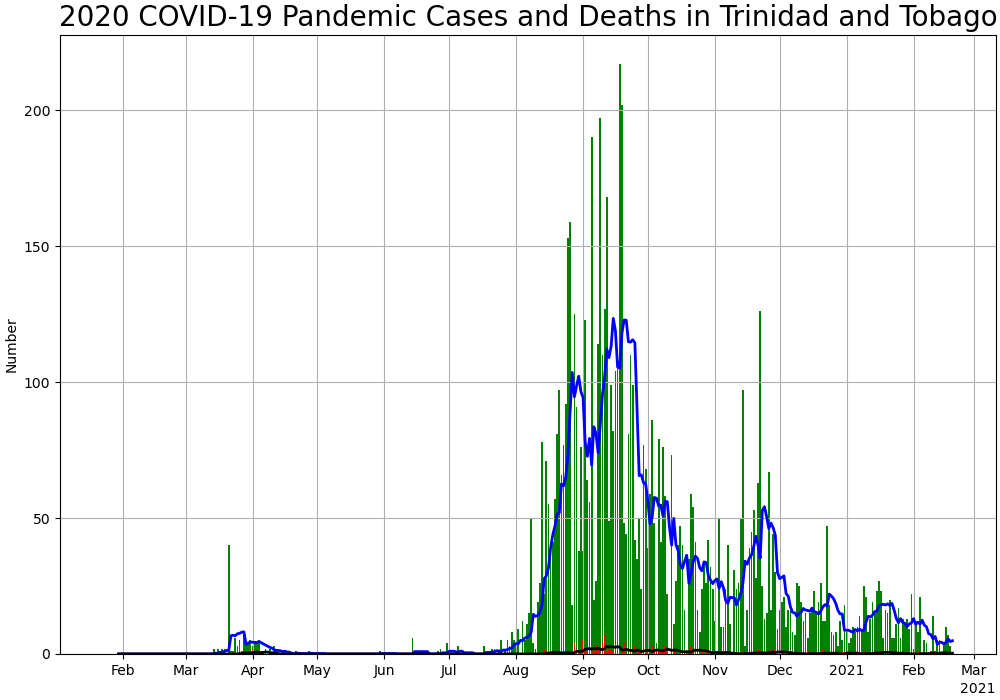 2020 COVID-19 Pandemic Cases and Deaths in Trinidad and Tobago
Number
200
150
100
50
0
Feb Mar Apr May Jun Jul Aug Sep Oct Nov Dec 2021 Feb Mar
2021